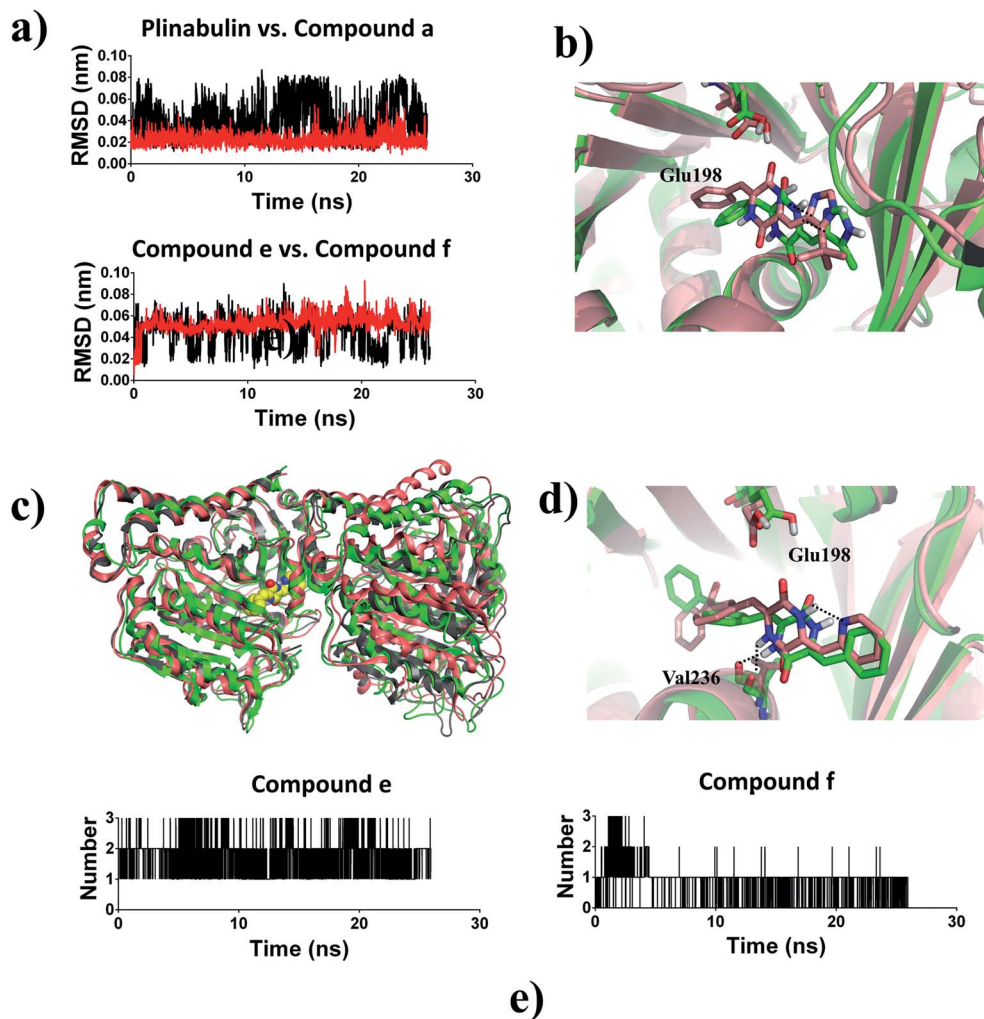 a)
Plinabulin vs. Compound a
RMSD (nm)
0.10
0.08
0.06
0.04
0.02
0.00
0 10 20 30
Time (ns)
b)
Glu198
Compound e vs. Compound f
RMSD (nm)
0.10
0.08
0.06
0.04
0.02
0.00
e)
0 10 20 30
Time (ns)
c)
d)
Glu198
Val236
Compound e
Number
3
2
1
0
0 10 20 30
Time (ns)
Compound f
Number
3
2
1
0
0 10 20 30
Time (ns)
e)